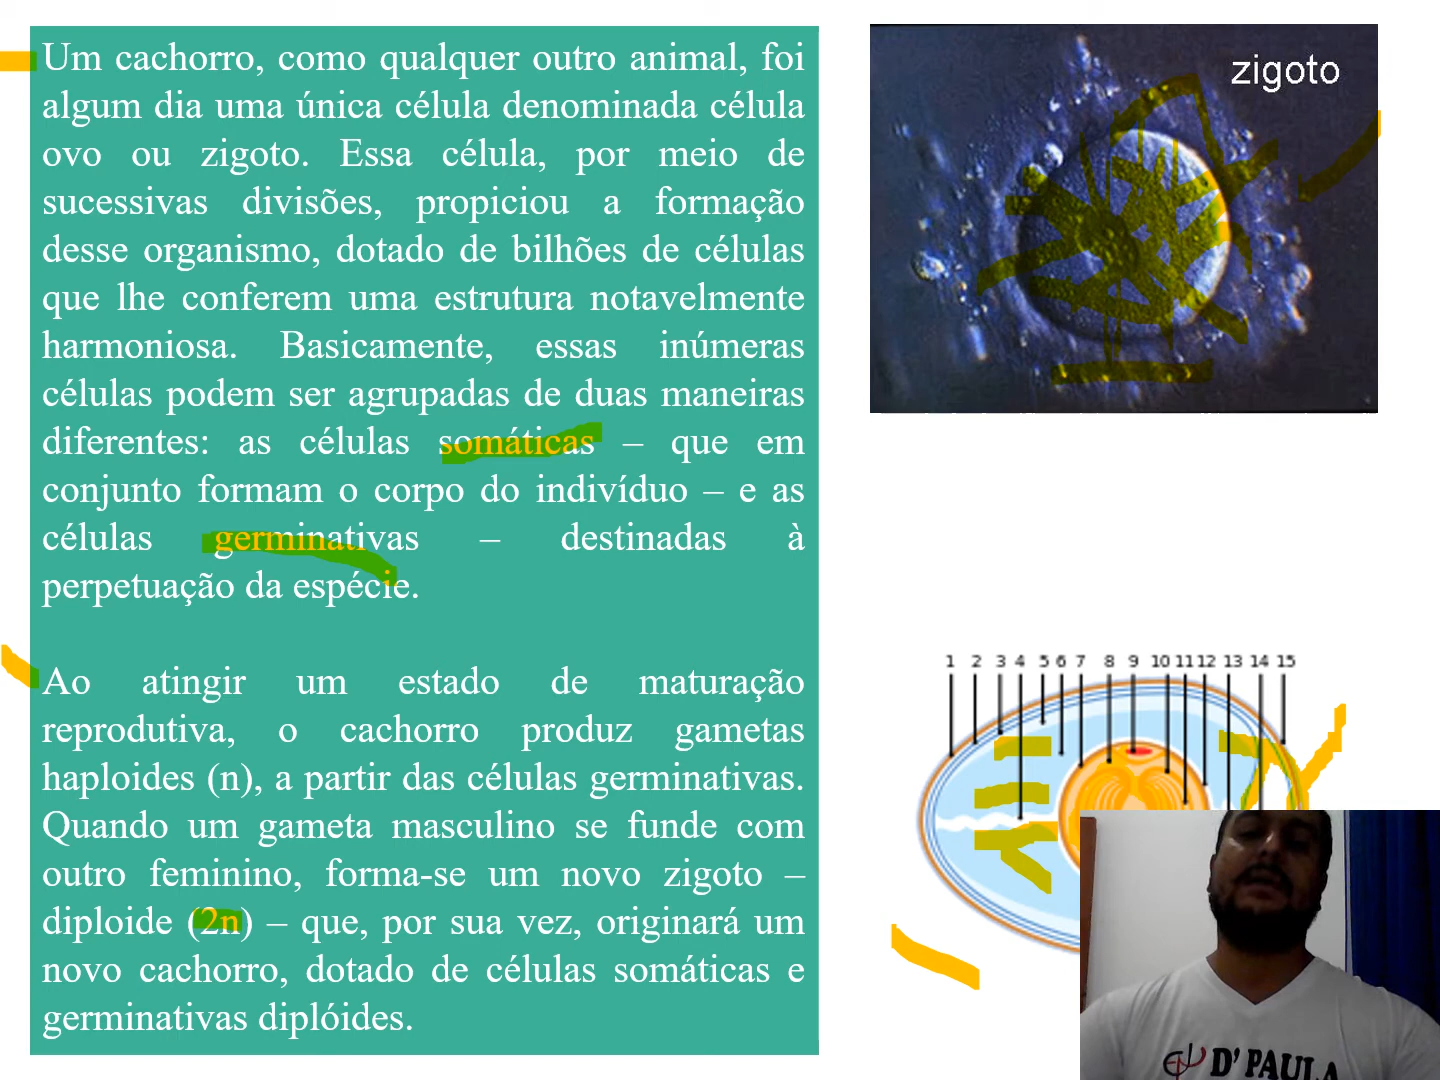 Um cachorro, como qualquer outro animal, foi
algum dia uma única célula denominada célula
ovo ou zigoto. Essa célula, por meio de
sucessivas divisões, propiciou a formação
desse organismo, dotado de bilhões de células
que lhe conferem uma estrutura notavelmente
harmoniosa. Basicamente, essas inúmeras
células podem ser agrupadas de duas maneiras
diferentes: as células somáticas – que em
conjunto formam o corpo do indivíduo – e as
células germinativas – destinadas à
perpetuação da espécie.
Ao atingir um estado de maturação
reprodutiva, o cachorro produz gametas
haploides (n), a partir das células germinativas.
Quando um gameta masculino se funde com
outro feminino, forma-se um novo zigoto –
diploide (2n) – que, por sua vez, originará um
novo cachorro, dotado de células somáticas e
germinativas diplóides.
zigoto
1 2 3 4 5 6 7 8 9 10 11 12 13 14 15
D' PAULA